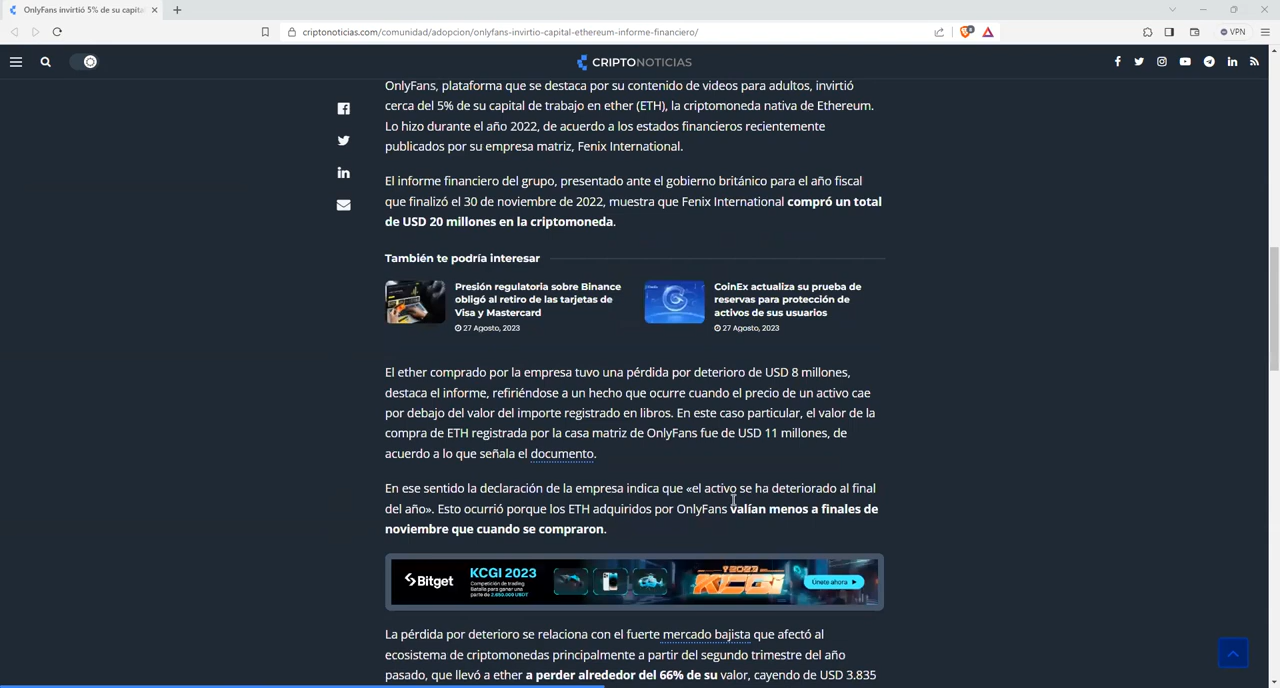 OnlyFans invirtió 5% de su capita
criptonoticias.com/comunidad/adopcion/onlyfans-invirtio-capital-ethereum-informe-financiero/
VPN
CRIPTONOTICIAS
OnlyFans, plataforma que se destaca por su contenido de videos para adultos, invirtió
cerca del 5% de su capital de trabajo en ether (ETH), la criptomoneda nativa de Ethereum.
Lo hizo durante el año 2022, de acuerdo a los estados financieros recientemente
publicados por su empresa matriz, Fenix International.
El informe financiero del grupo, presentado ante el gobierno británico para el año fiscal
que finalizó el 30 de noviembre de 2022, muestra que Fenix International compró un total
de USD 20 millones en la criptomoneda.
También te podría interesar
Presión regulatoria sobre Binance
obligó al retiro de las tarjetas de
Visa y Mastercard
27 Agosto, 2023
CoinEx actualiza su prueba de
reservas para protección de
activos de sus usuarios
27 Agosto, 2023
El ether comprado por la empresa tuvo una pérdida por deterioro de USD 8 millones,
destaca el informe, refiriéndose a un hecho que ocurre cuando el precio de un activo cae
por debajo del valor del importe registrado en libros. En este caso particular, el valor de la
compra de ETH registrada por la casa matriz de OnlyFans fue de USD 11 millones, de
acuerdo a lo que señala el documento.
En ese sentido la declaración de la empresa indica que «el activo se ha deteriorado al final
del año». Esto ocurrió porque los ETH adquiridos por OnlyFans valían menos a finales de
noviembre que cuando se compraron.
Bitget
KCGI 2023
Competición de trading
Batalla para ganar una
parte de 2.650.000 USDT
2023
KCGI
Únete ahora
La pérdida por deterioro se relaciona con el fuerte mercado bajista que afectó al
ecosistema de criptomonedas principalmente a partir del segundo trimestre del año
pasado, que llevó a ether a perder alrededor del 66% de su valor, cayendo de USD 3.835